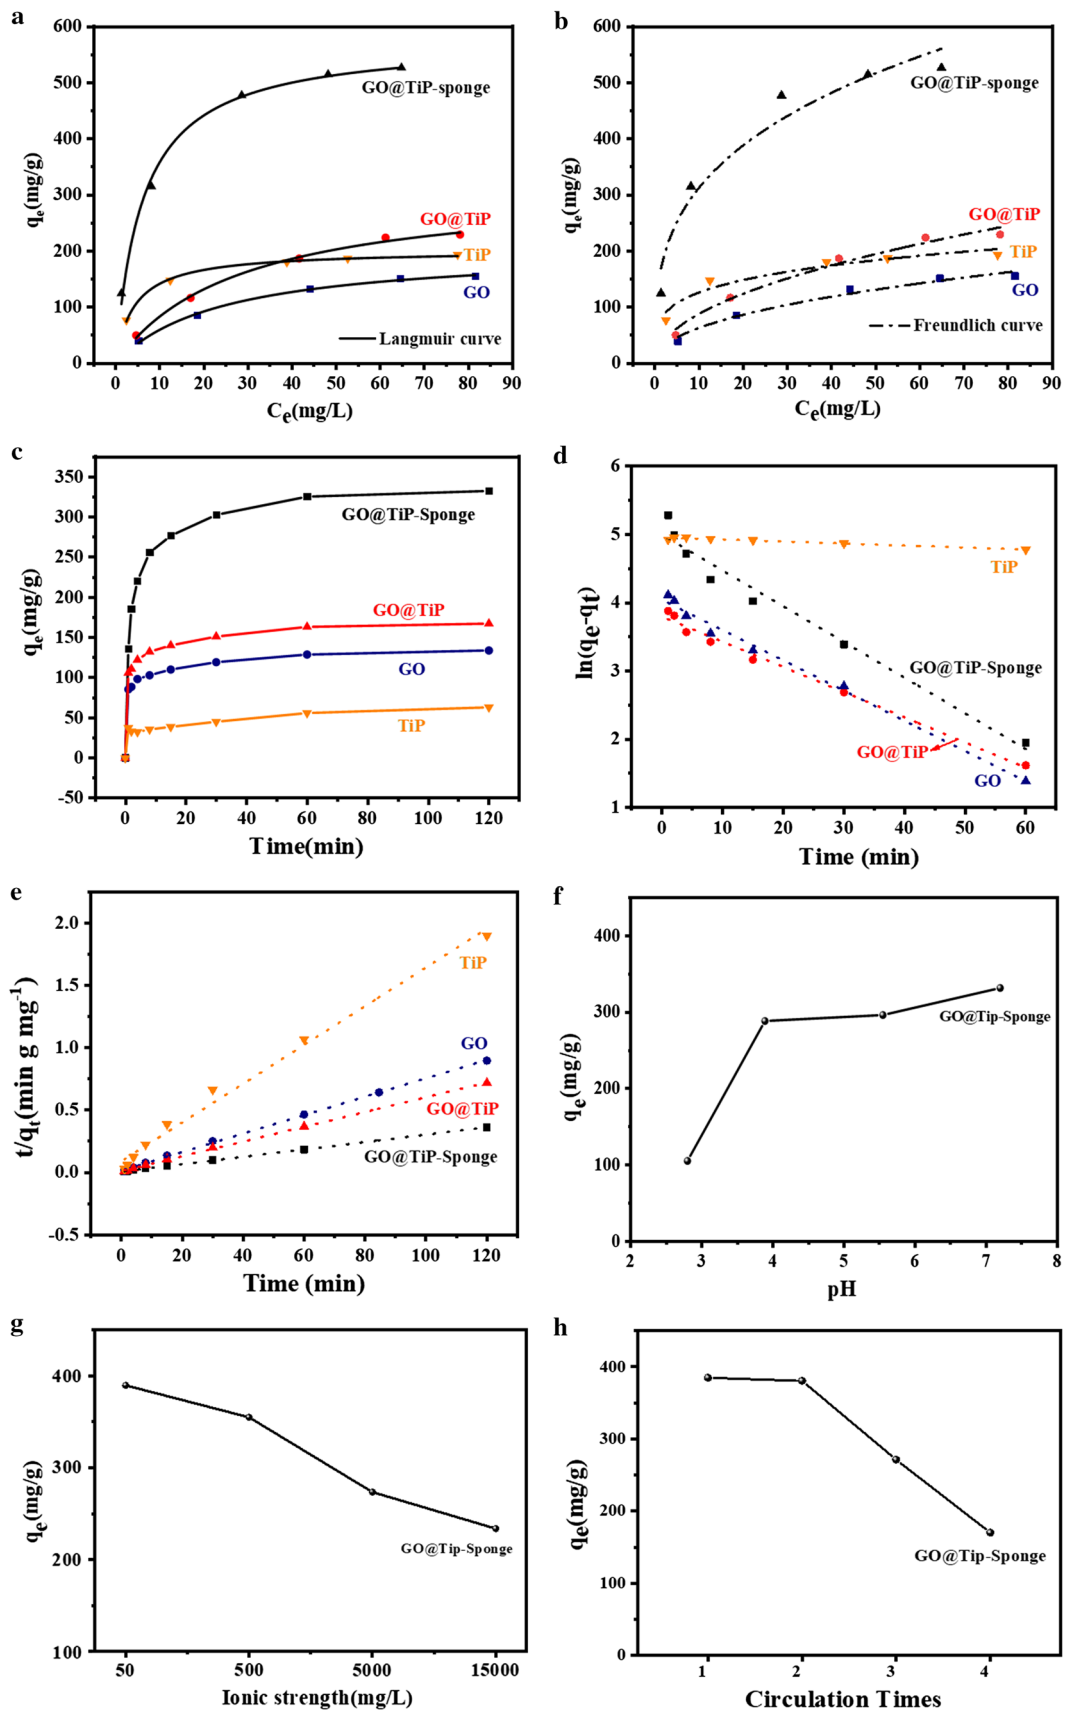 a
600
500
400
300
200
100
0
qe(mg/g)
GO@TiP-sponge
GO@TiP
TiP
GO
Langmuir curve
0 10 20 30 40 50 60 70 80 90
Ce(mg/L)
b
600
500
400
300
200
100
0
qe(mg/g)
GO@TiP-sponge
GO@TiP
TiP
GO
Freundlich curve
0 10 20 30 40 50 60 70 80 90
Ce(mg/L)
c
350
300
250
200
150
100
50
0
-50
qe(mg/g)
GO@TiP-Sponge
GO@TiP
GO
TiP
0 20 40 60 80 100 120
Time(min)
d
6
5
4
3
2
1
ln(qe-qt)
TiP
GO@TiP-Sponge
GO@TiP
GO
0 10 20 30 40 50 60
Time (min)
e
2.0
1.5
1.0
0.5
0.0
-0.5
t/qt(min g mg-1)
TiP
GO
GO@TiP
GO@TiP-Sponge
0 20 40 60 80 100 120
Time (min)
f
400
300
200
100
0
qe(mg/g)
GO@Tip-Sponge
2 3 4 5 6 7 8
pH
g
400
300
200
100
qe(mg/g)
GO@Tip-Sponge
50 500 5000 15000
Ionic strength(mg/L)
h
400
300
200
100
0
qe(mg/g)
GO@Tip-Sponge
1 2 3 4
Circulation Times